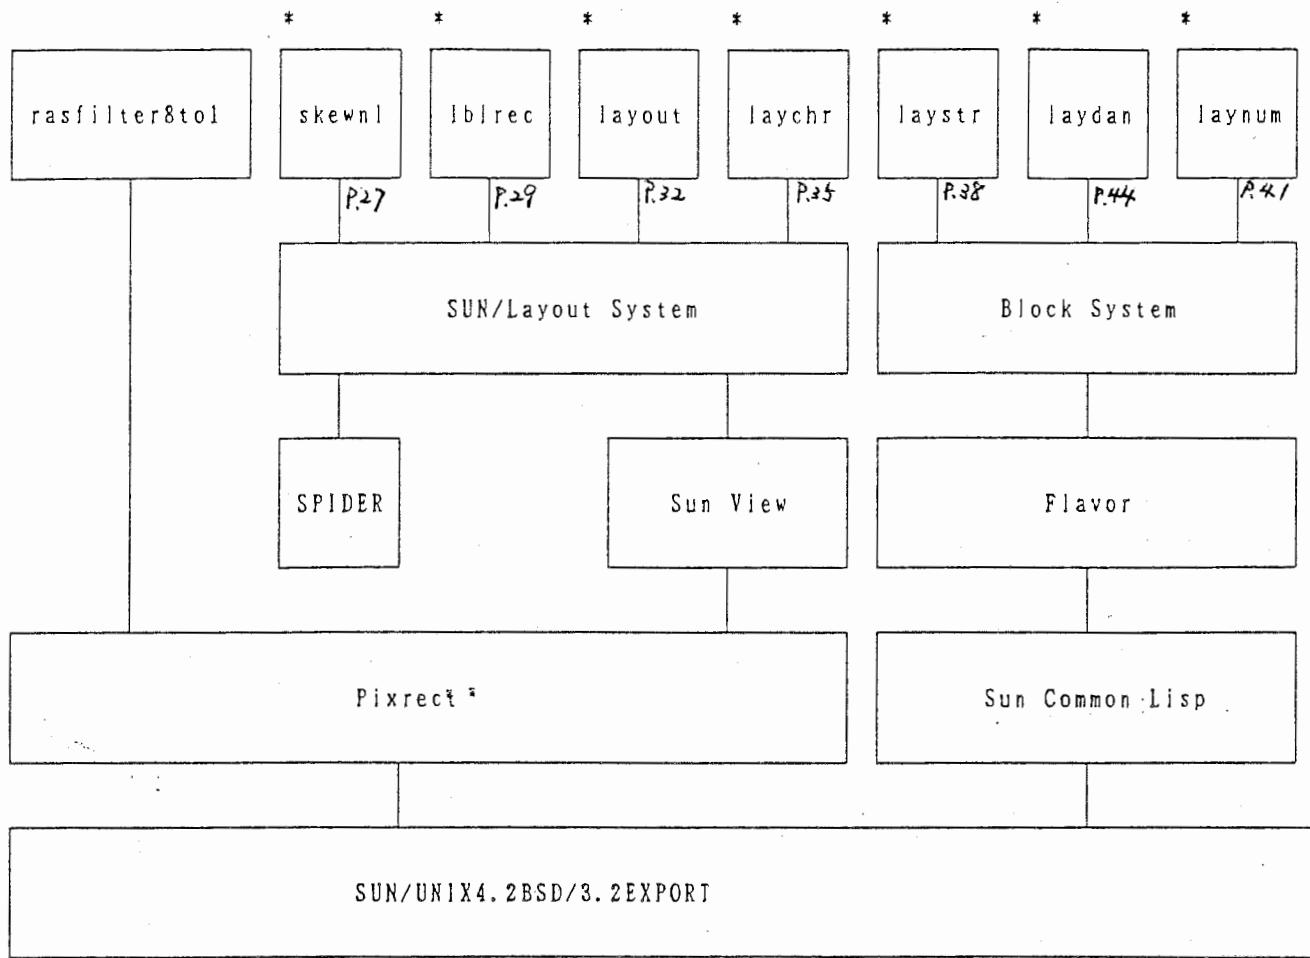 * * * * * * *
rasfilter8to1 skewnl lblrec layout laychr laystr laydan laynum
P.27 P.29 P.32 P.35 P.38 P.44 P.41
SUN/Layout System Block System
SPIDER Sun View Flavor
Pixrect Sun Common Lisp
SUN/UNIX4.2BSD/3.2EXPORT